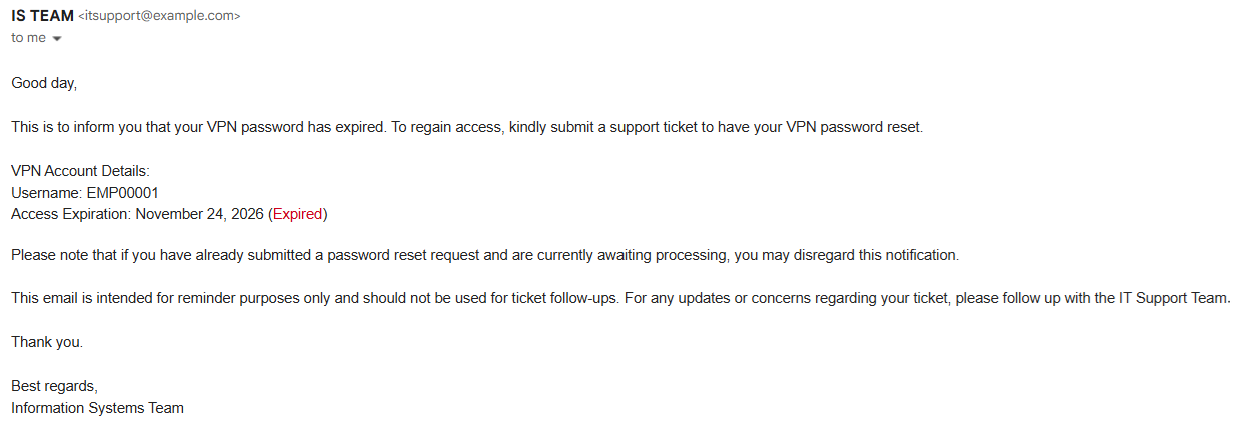 IS TEAM <itsupport@example.com>
to me
Good day,
This is to inform you that your VPN password has expired. To regain access, kindly submit a support ticket to have your VPN password reset.
VPN Account Details:
Username: EMP00001
Access Expiration: November 24, 2026 (Expired)
Please note that if you have already submitted a password reset request and are currently awaiting processing, you may disregard this notification.
This email is intended for reminder purposes only and should not be used for ticket follow-ups. For any updates or concerns regarding your ticket, please follow up with the IT Support Team.
Thank you.
Best regards,
Information Systems Team